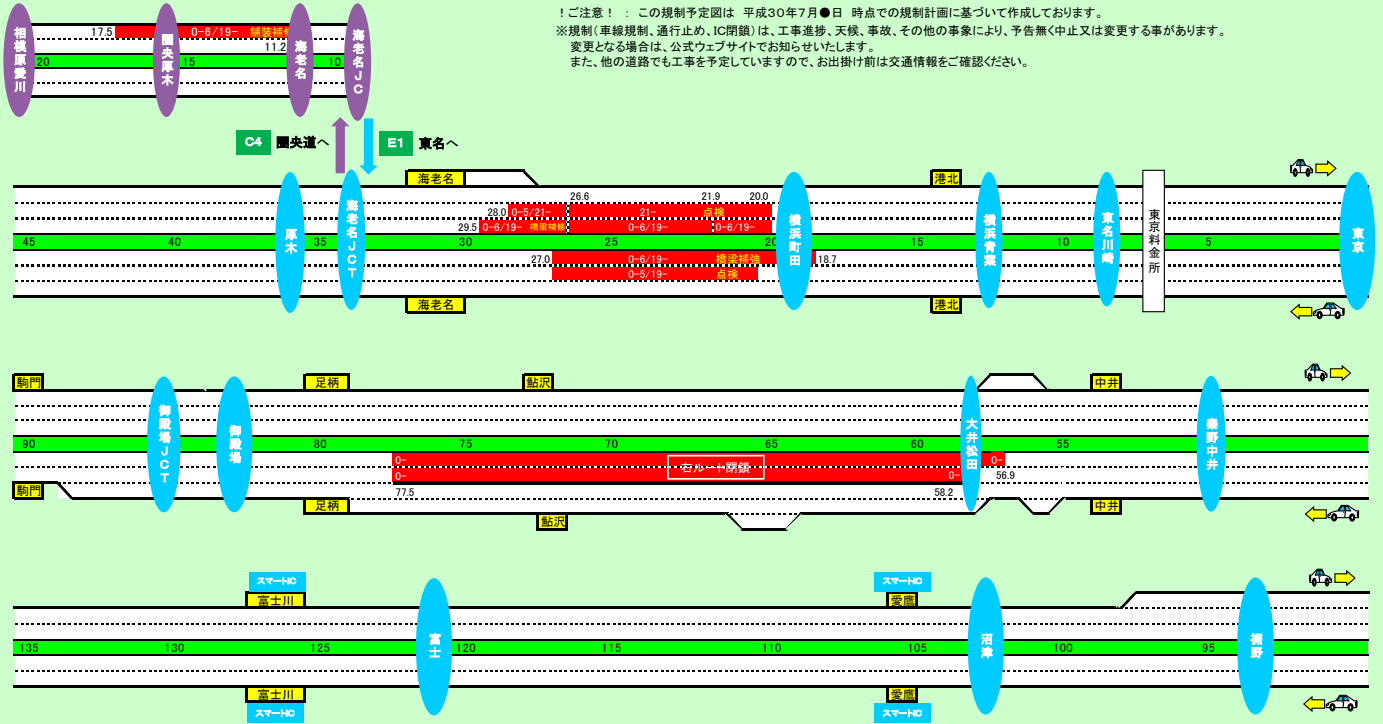 ！ご注意！ ： この規制予定図は 平成30年7月●日 時点での規制計画に基づいて作成しております。
※規制(車線規制、通行止め、IC閉鎖)は、工事進捗、天候、事故、その他の事象により、予告無く中止又は変更する事があります。
変更となる場合は、公式ウェブサイトでお知らせいたします。
また、他の道路でも工事を予定していますので、お出掛け前は交通情報をご確認ください。
相模原愛川
圏央厚木
海老名
海老名JC
17.5
0-6/19- 舗装補修
11.2
20
15
10
C4 圏央道へ
E1 東名へ
海老名
港北
厚木
海老名JCT
横浜町田
横浜青葉
東名川崎
東京料金所
東京
26.6
21.9
20.0
28.0
0-5/21-
21-
点検
29.5
0-6/19- 橋梁補修
0-6/19-
0-6/19-
45
40
35
30
25
20
15
10
5
27.0
0-6/19-
橋梁補強
18.7
0-5/19-
点検
海老名
港北
駒門
足柄
鮎沢
中井
御殿場JCT
御殿場
大井松田
秦野中井
90
80
75
70
65
60
55
0-
0-
0-
0-
右ルート閉鎖
56.9
77.5
58.2
駒門
足柄
鮎沢
中井
スマートIC
富士川
スマートIC
愛鷹
富士
沼津
裾野
135
130
125
120
115
110
105
100
95
富士川
スマートIC
愛鷹
スマートIC